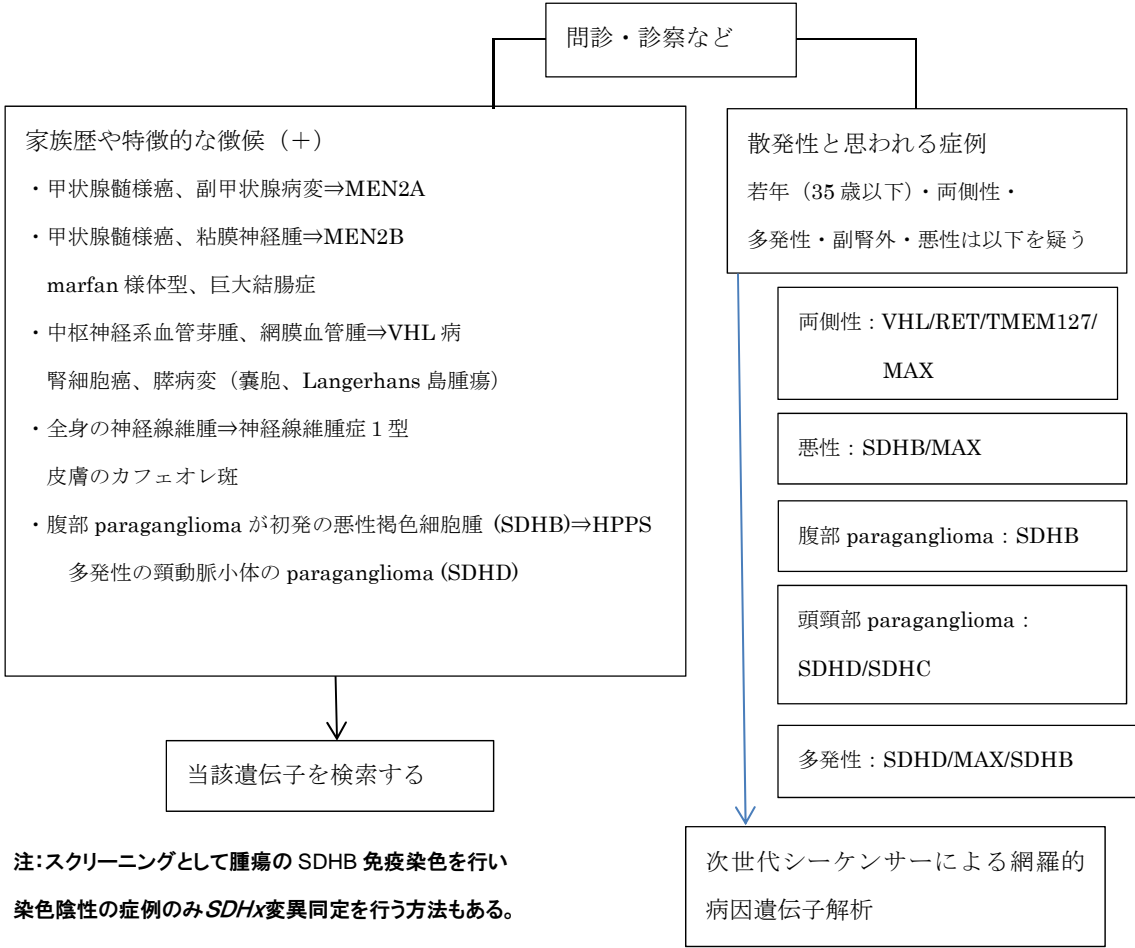 問診・診察など
家族歴や特徴的な徴候（＋）
・甲状腺髄様癌、副甲状腺病変⇒MEN2A
・甲状腺髄様癌、粘膜神経腫⇒MEN2B
marfan 様体型、巨大結腸症
・中枢神経系血管芽腫、網膜血管腫⇒VHL 病
腎細胞癌、膵病変（嚢胞、Langerhans 島腫瘍）
・全身の神経線維腫⇒神経線維腫症 1 型
皮膚のカフェオレ斑
・腹部 paraganglioma が初発の悪性褐色細胞腫 (SDHB)⇒HPPS
多発性の頸動脈小体の paraganglioma (SDHD)
当該遺伝子を検索する
注：スクリーニングとして腫瘍の SDHB 免疫染色を行い
染色陰性の症例のみ SDHx 変異同定を行う方法もある。
散発性と思われる症例
若年（35 歳以下）・両側性・
多発性・副腎外・悪性は以下を疑う
両側性：VHL/RET/TMEM127/
MAX
悪性：SDHB/MAX
腹部 paraganglioma：SDHB
頭頸部 paraganglioma：
SDHD/SDHC
多発性：SDHD/MAX/SDHB
次世代シーケンサーによる網羅的
病因遺伝子解析